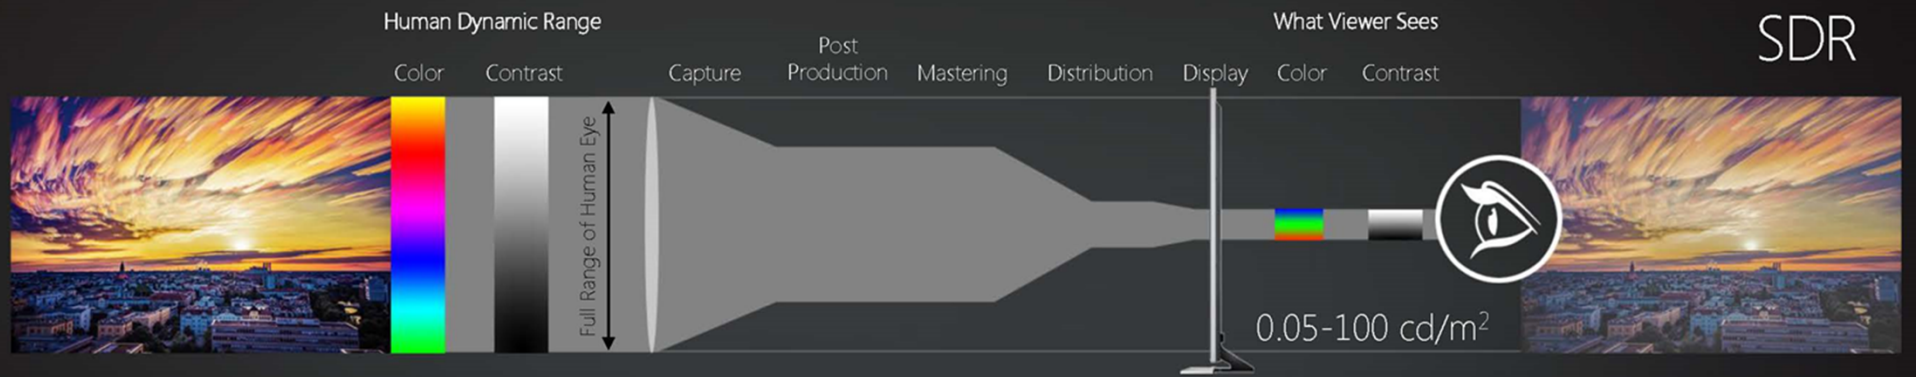 Human Dynamic Range
What Viewer Sees
SDR
Color
Contrast
Capture
Post
Production
Mastering
Distribution
Display
Color
Contrast
Full Range of Human Eye
0.05-100 cd/m²